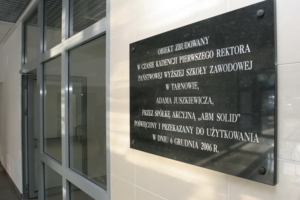 OBIEKT ZBUDOWANY
W CZASIE KADENCJI PIERWSZEGO REKTORA
PAŃSTWOWEJ WYŻSZEJ SZKOŁY ZAWODOWEJ
W TARNOWIE,
ADAMA JUSZKIEWICZA,
PRZEZ SPÓŁKĘ AKCYJNĄ „ABM SOLID”
POŚWIĘCONY I PRZEKAZANY DO UŻYTKOWANIA
W DNIU 6 GRUDNIA 2006 R.